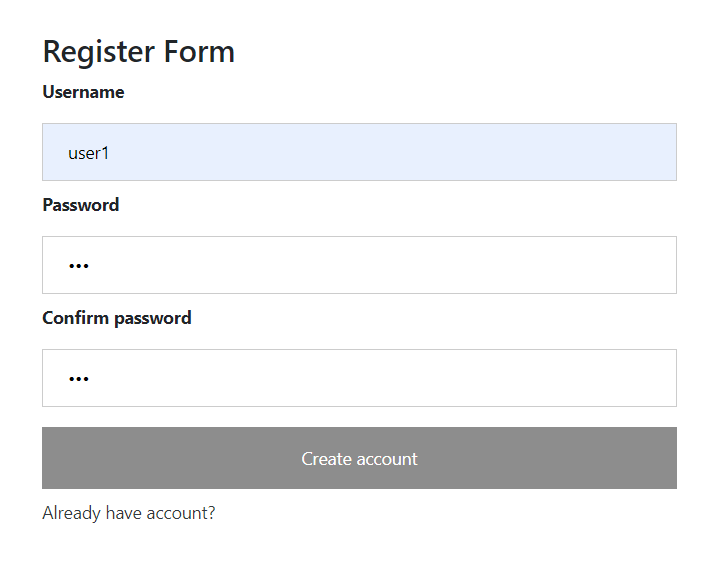 Register Form
Username
user1
Password
•••
Confirm password
•••
Create account
Already have account?